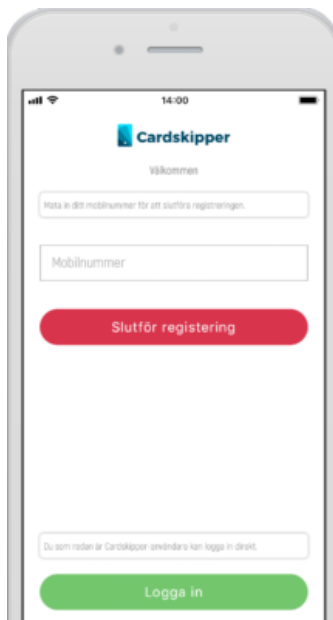 14:00
Cardskipper
Välkommen
Mata in ditt mobilnummer för att slutföra registreringen.
Mobilnummer
Slutför registering
Du som redan är Cardskipper-användare kan logga in direkt.
Logga in